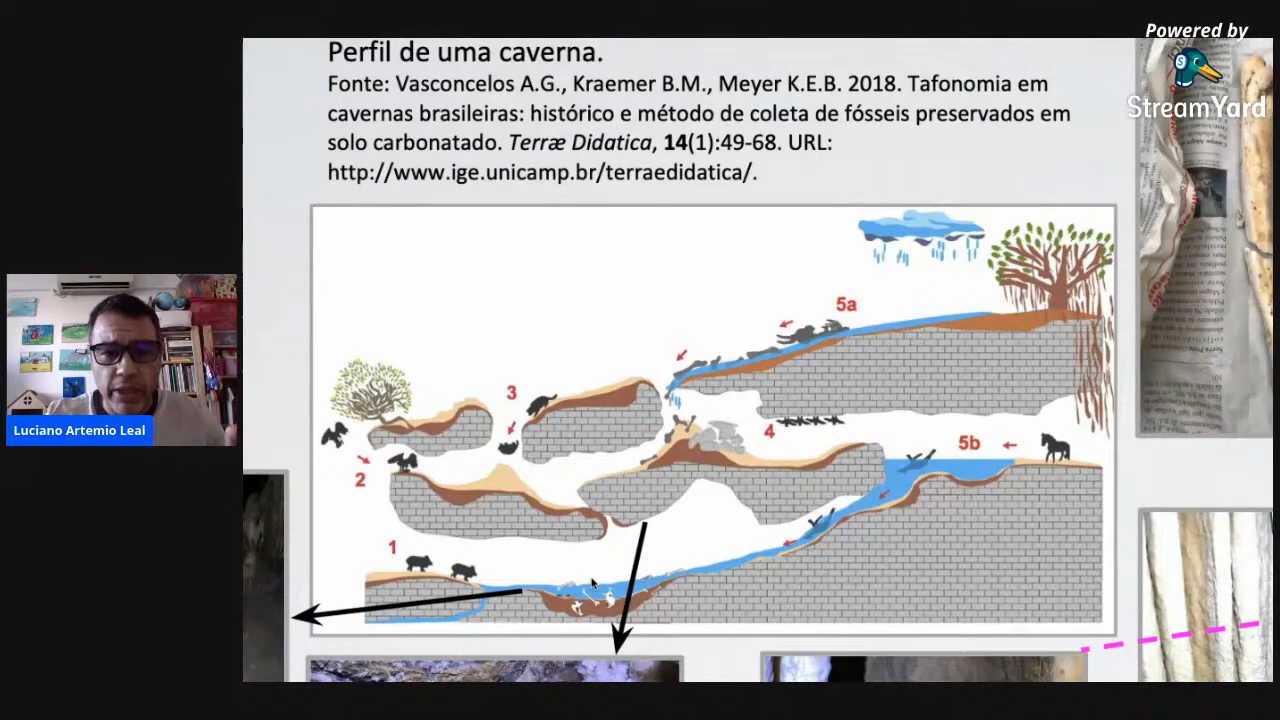 Powered by
StreamYard
Perfil de uma caverna.
Fonte: Vasconcelos A.G., Kraemer B.M., Meyer K.E.B. 2018. Tafonomia em
cavernas brasileiras: histórico e método de coleta de fósseis preservados em
solo carbonatado. Terræ Didatica, 14(1):49-68. URL:
http://www.ige.unicamp.br/terraedidatica/.
5a
3
4
5b
2
1
Luciano Artemio Leal